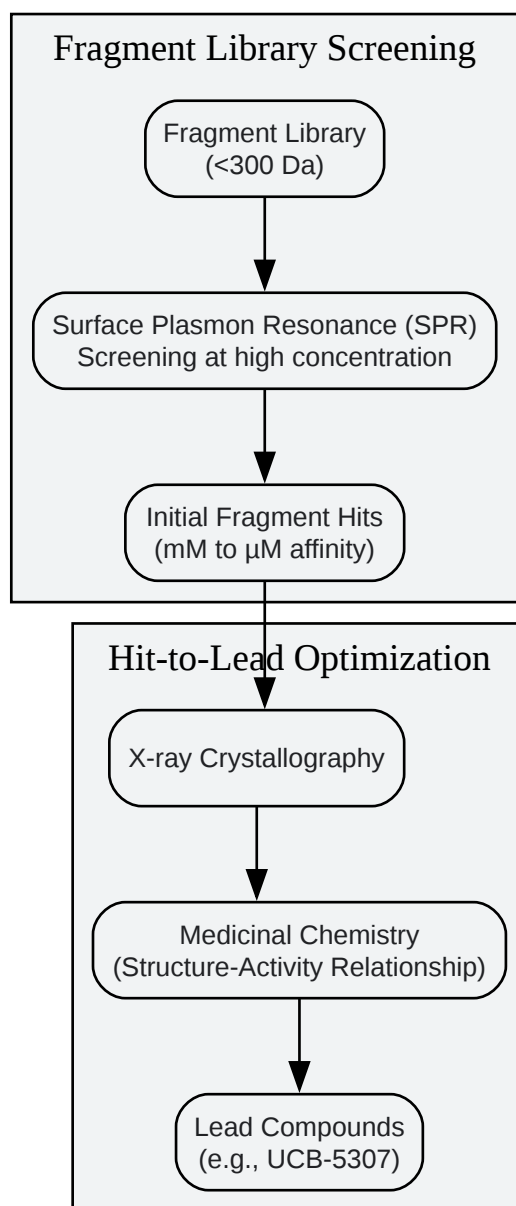 Fragment Library Screening
Fragment Library
(<300 Da)
Surface Plasmon Resonance (SPR)
Screening at high concentration
Initial Fragment Hits
(mM to µM affinity)
Hit-to-Lead Optimization
X-ray Crystallography
Medicinal Chemistry
(Structure-Activity Relationship)
Lead Compounds
(e.g., UCB-5307)